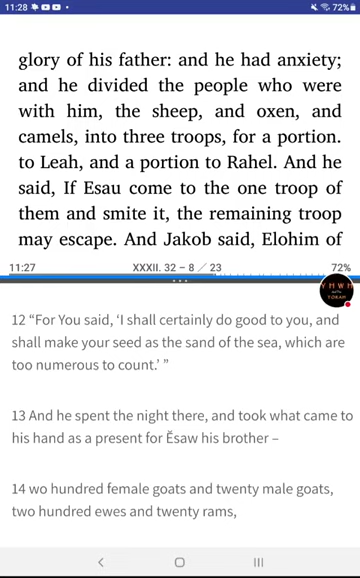 11:28 72%
glory of his father: and he had anxiety;
and he divided the people who were
with him, the sheep, and oxen, and
camels, into three troops, for a portion.
to Leah, and a portion to Rahel. And he
said, If Esau come to the one troop of
them and smite it, the remaining troop
may escape. And Jakob said, Elohim of
11:27 XXXII. 32 – 8 / 23 72%
YHWH
WITH
YISRAH
12 “For You said, ‘I shall certainly do good to you, and
shall make your seed as the sand of the sea, which are
too numerous to count.’ ”
13 And he spent the night there, and took what came to
his hand as a present for Ěsaw his brother –
14 wo hundred female goats and twenty male goats,
two hundred ewes and twenty rams,